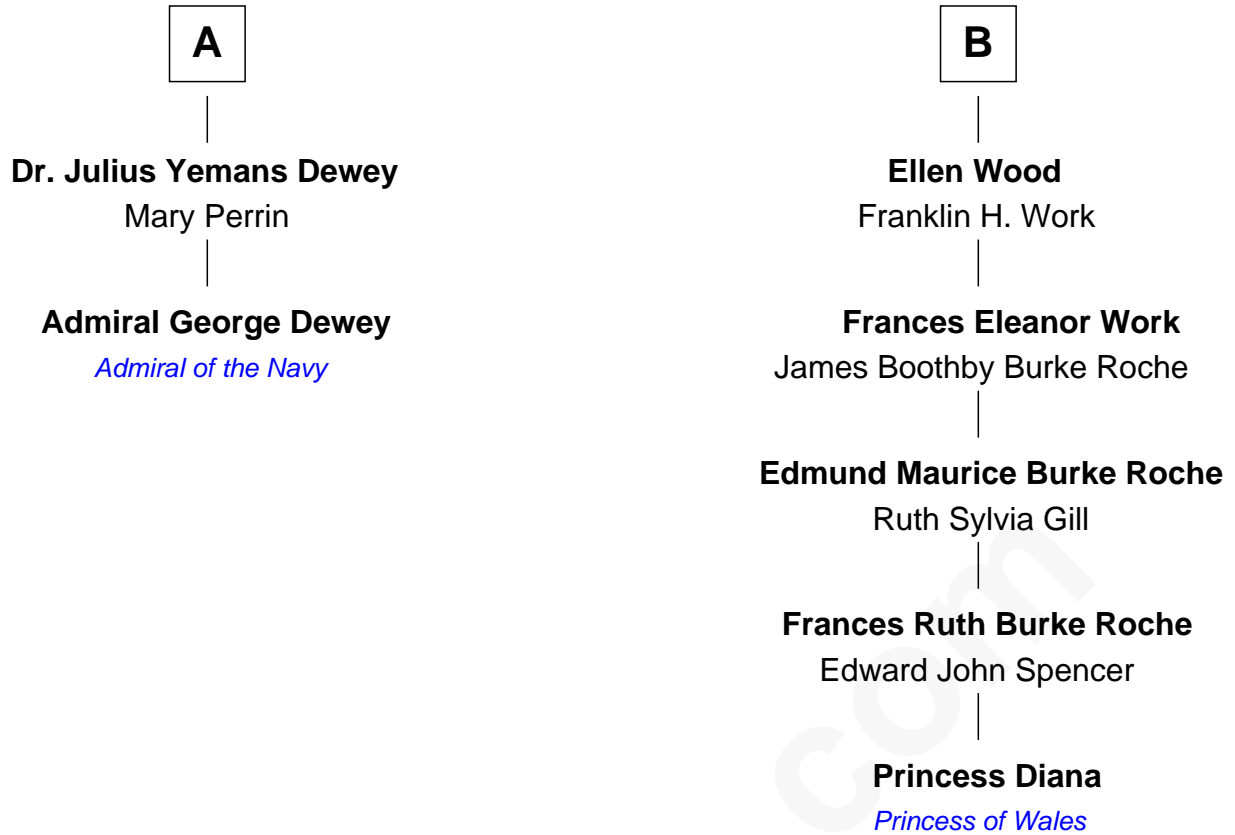 A
Dr. Julius Yemans Dewey
Mary Perrin
Admiral George Dewey
Admiral of the Navy
B
Ellen Wood
Franklin H. Work
Frances Eleanor Work
James Boothby Burke Roche
Edmund Maurice Burke Roche
Ruth Sylvia Gill
Frances Ruth Burke Roche
Edward John Spencer
Princess Diana
Princess of Wales
com